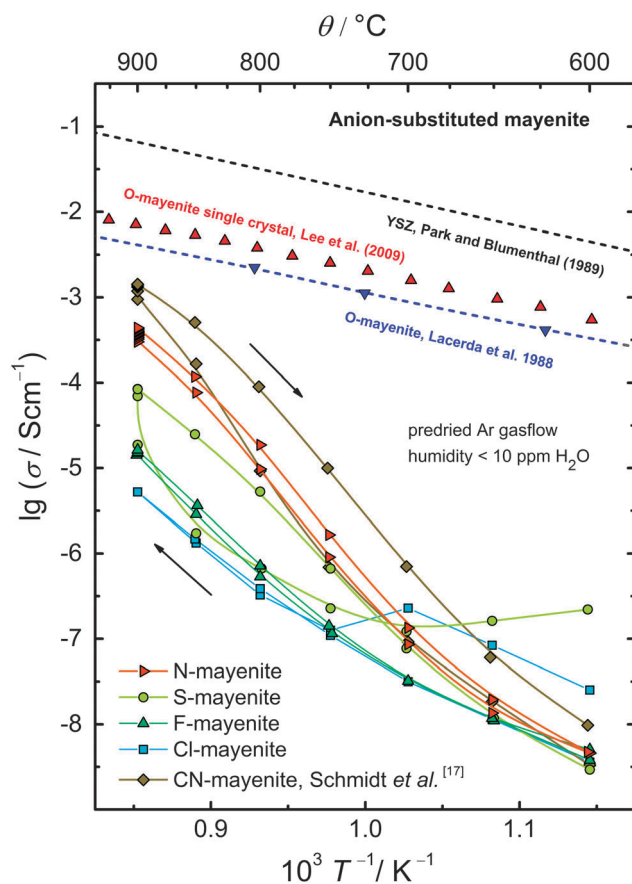 θ / °C
900 800 700 600
Anion-substituted mayenite
O-mayenite single crystal, Lee et al. (2009)
YSZ, Park and Blumenthal (1989)
O-mayenite, Lacerda et al. 1988
predried Ar gasflow
humidity < 10 ppm H₂O
lg (σ / Scm⁻¹)
-1
-2
-3
-4
-5
-6
-7
-8
N-mayenite
S-mayenite
F-mayenite
Cl-mayenite
CN-mayenite, Schmidt et al.[17]
0.9 1.0 1.1
10³ T⁻¹/ K⁻¹